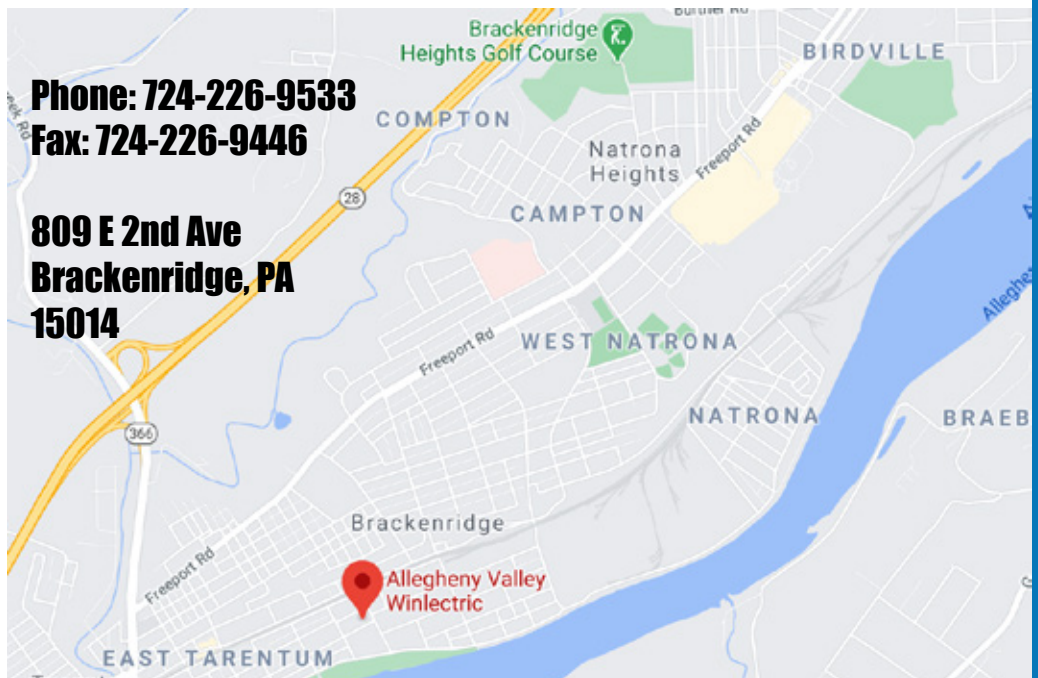 Burtner Rd
Brackenridge
Heights Golf Course
BIRDVILLE
Phone: 724-226-9533
Fax: 724-226-9446
COMPTON
Natrona
Heights
Freeport Rd
28
CAMPTON
809 E 2nd Ave
Brackenridge, PA
15014
Freeport Rd
WEST NATRONA
NATRONA
BRAEB
366
Brackenridge
Freeport Rd
Allegheny Valley
Winlectric
EAST TARENTUM